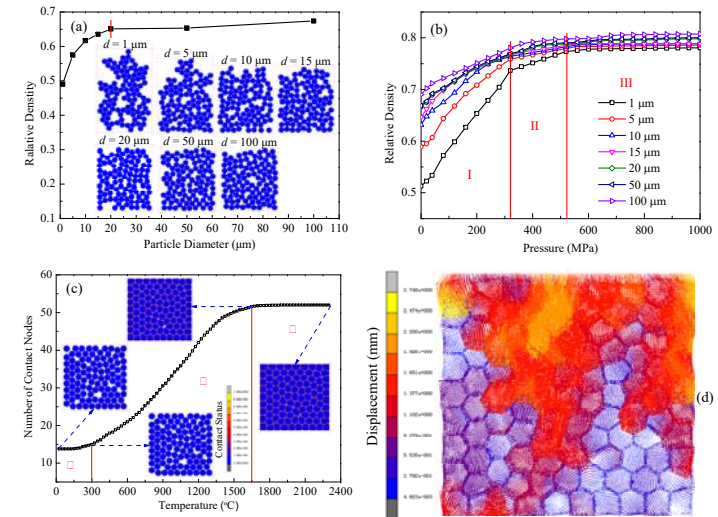 (a)
d = 1 µm
d = 5 µm
d = 10 µm
d = 15 µm
d = 20 µm
d = 50 µm
d = 100 µm
Ralative Density
0.7
0.6
0.5
0.4
0.3
0.2
0.1
0 10 20 30 40 50 60 70 80 90 100 110
Particle Diameter (µm)
(b)
Relative Density
0.8
0.7
0.6
0.5
I
II
III
1 µm
5 µm
10 µm
15 µm
20 µm
50 µm
100 µm
0 200 400 600 800 1000
Pressure (MPa)
(c)
Number of Contact Nodes
60
50
40
30
20
10
Contact Status
0 300 600 900 1200 1500 1800 2100 2400
Temperature (°C)
Displacement (mm)
(d)